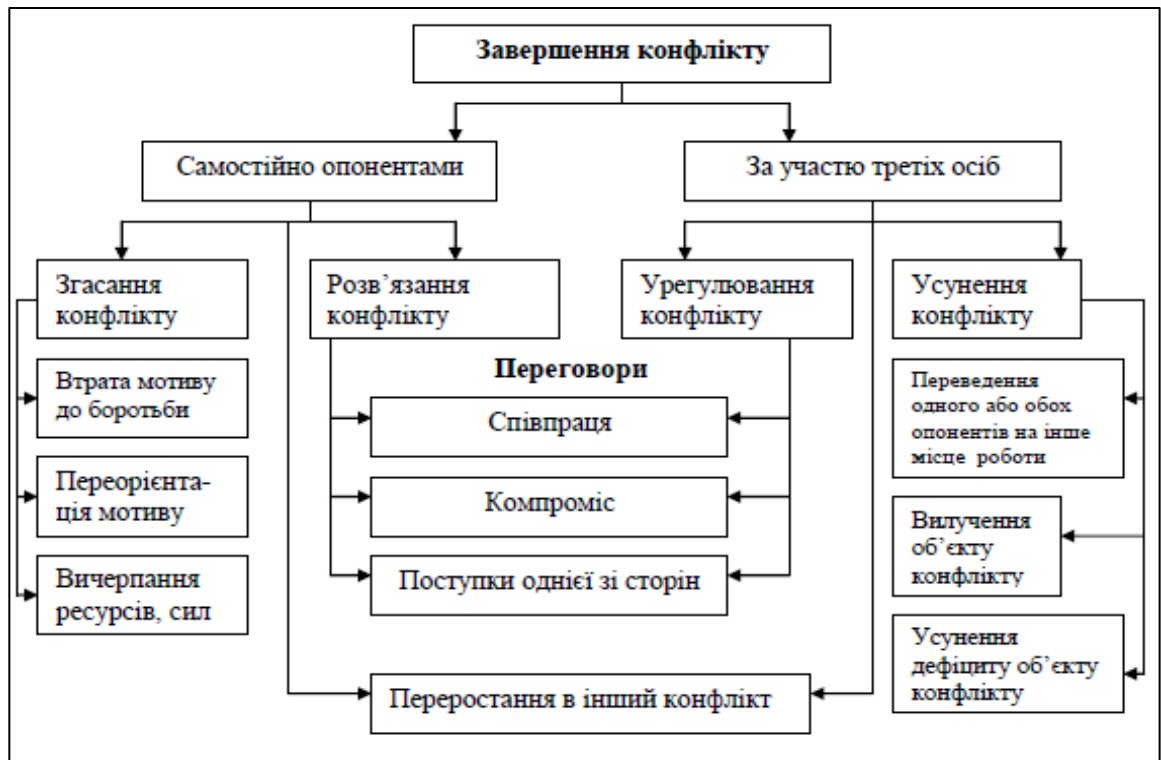 Завершення конфлікту
Самостійно опонентами
За участю третіх осіб
Згасання
конфлікту
Розв’язання
конфлікту
Урегулювання
конфлікту
Усунення
конфлікту
Переговори
Втрата мотиву
до боротьби
Переорієнта-
ція мотиву
Вичерпання
ресурсів, сил
Співпраця
Компроміс
Поступки однієї зі сторін
Переростання в інший конфлікт
Переведення
одного або обох
опонентів на інше
місце роботи
Вилучення
об’єкту
конфлікту
Усунення
дефіциту об’єкту
конфлікту